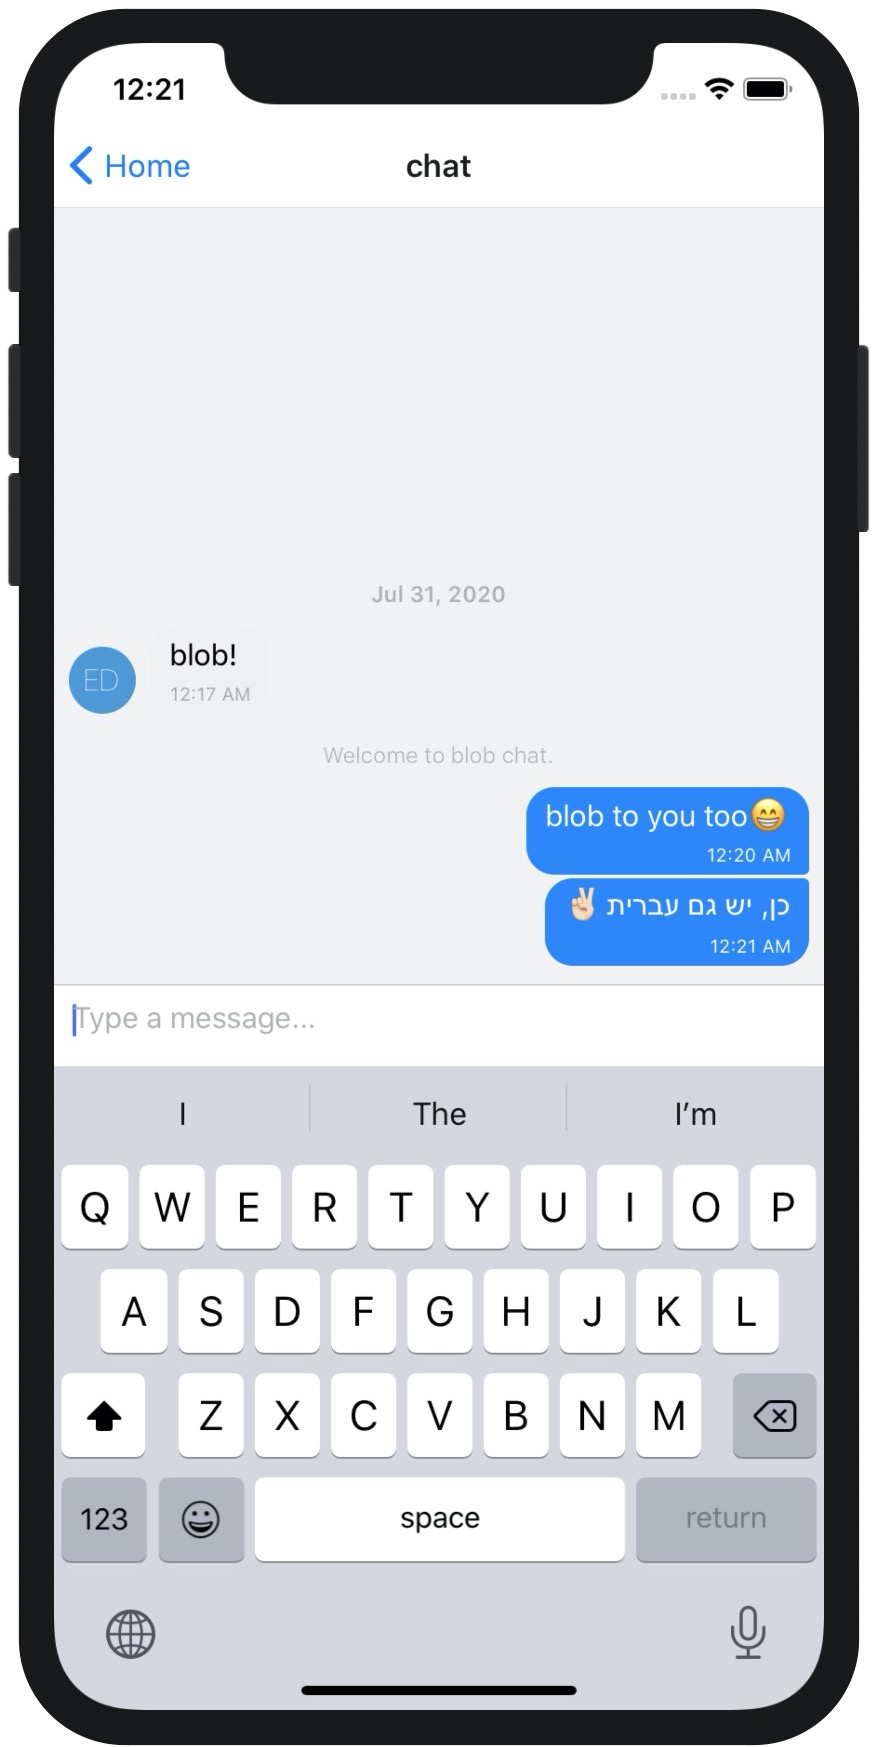 12:21
Home
chat
Jul 31, 2020
ED
blob!
12:17 AM
Welcome to blob chat.
blob to you too😁
12:20 AM
כן, יש גם עברית ✌🏻
12:21 AM
Type a message...
I
The
I’m
Q W E R T Y U I O P
A S D F G H J K L
Z X C V B N M
123
space
return